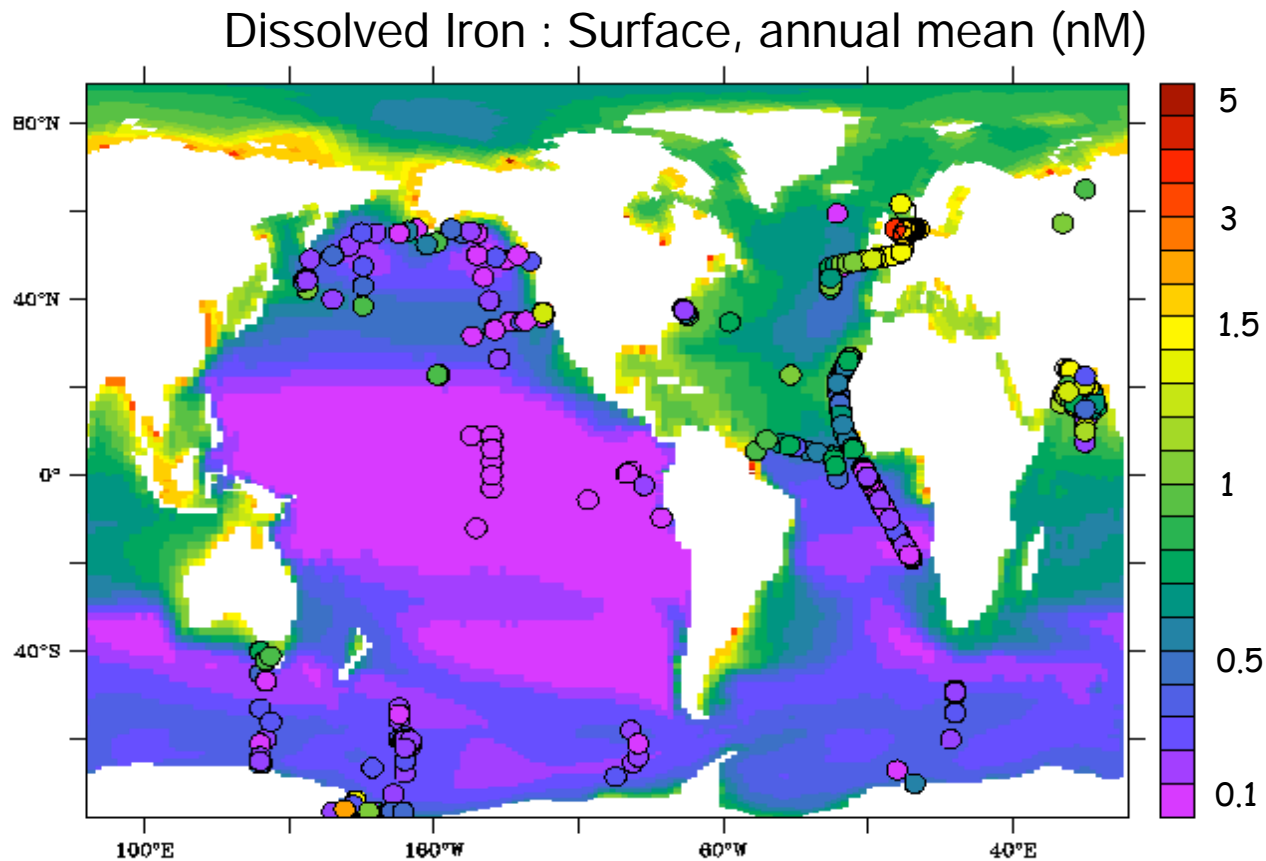 Dissolved Iron : Surface, annual mean (nM)
80°N
40°N
0°
40°S
100°E
160°W
60°W
40°E
5
3
1.5
1
0.5
0.1